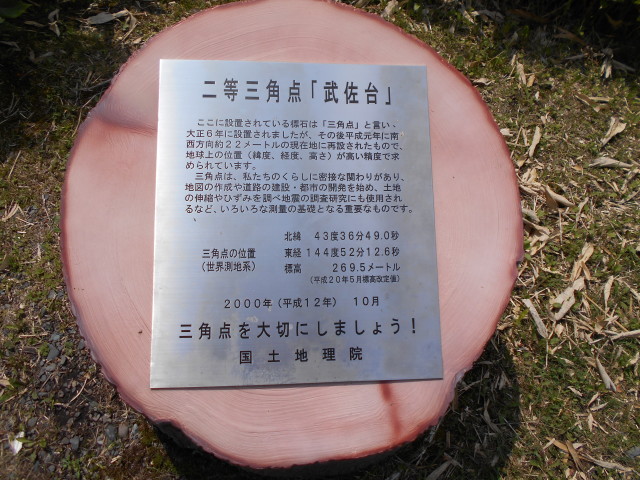 二等三角点「武佐台」
ここに設置されている標石は「三角点」と言い、
大正６年に設置されましたが、その後平成元年に南
西方向約２２メートルの現在地に再設されたもので、
地球上の位置（緯度、経度、高さ）が高い精度で求
められています。
三角点は、私たちのくらしに密接な関わりがあり、
地図の作成や道路の建設・都市の開発を始め、土地
の伸縮やひずみを調べ地震の調査研究にも使用され
るなど、いろいろな測量の基礎となる重要なものです。
北緯 ４３度３６分４９.０秒
三角点の位置 東経 １４４度５２分１２.６秒
（世界測地系） 標高 ２６９.５メートル
（平成２０年５月標高改定値）
２０００年（平成１２年） １０月
三角点を大切にしましょう！
国土地理院